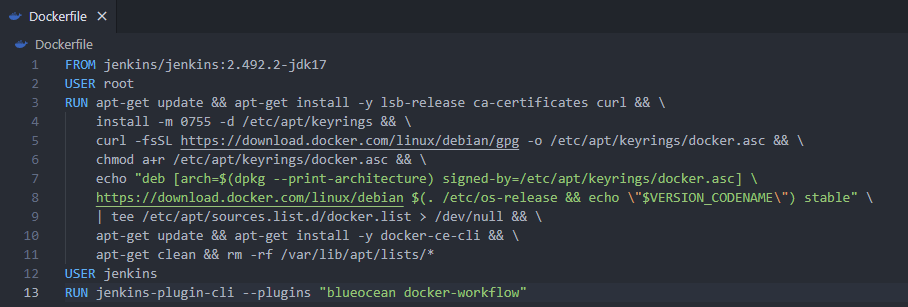 Dockerfile ×
Dockerfile
1 FROM jenkins/jenkins:2.492.2-jdk17
2 USER root
3 RUN apt-get update && apt-get install -y lsb-release ca-certificates curl && \
4     install -m 0755 -d /etc/apt/keyrings && \
5     curl -fsSL https://download.docker.com/linux/debian/gpg -o /etc/apt/keyrings/docker.asc && \
6     chmod a+r /etc/apt/keyrings/docker.asc && \
7     echo "deb [arch=$(dpkg --print-architecture) signed-by=/etc/apt/keyrings/docker.asc] \
8     https://download.docker.com/linux/debian $(. /etc/os-release && echo \"$VERSION_CODENAME\") stable" \
9     | tee /etc/apt/sources.list.d/docker.list > /dev/null && \
10     apt-get update && apt-get install -y docker-ce-cli && \
11     apt-get clean && rm -rf /var/lib/apt/lists/*
12 USER jenkins
13 RUN jenkins-plugin-cli --plugins "blueocean docker-workflow"